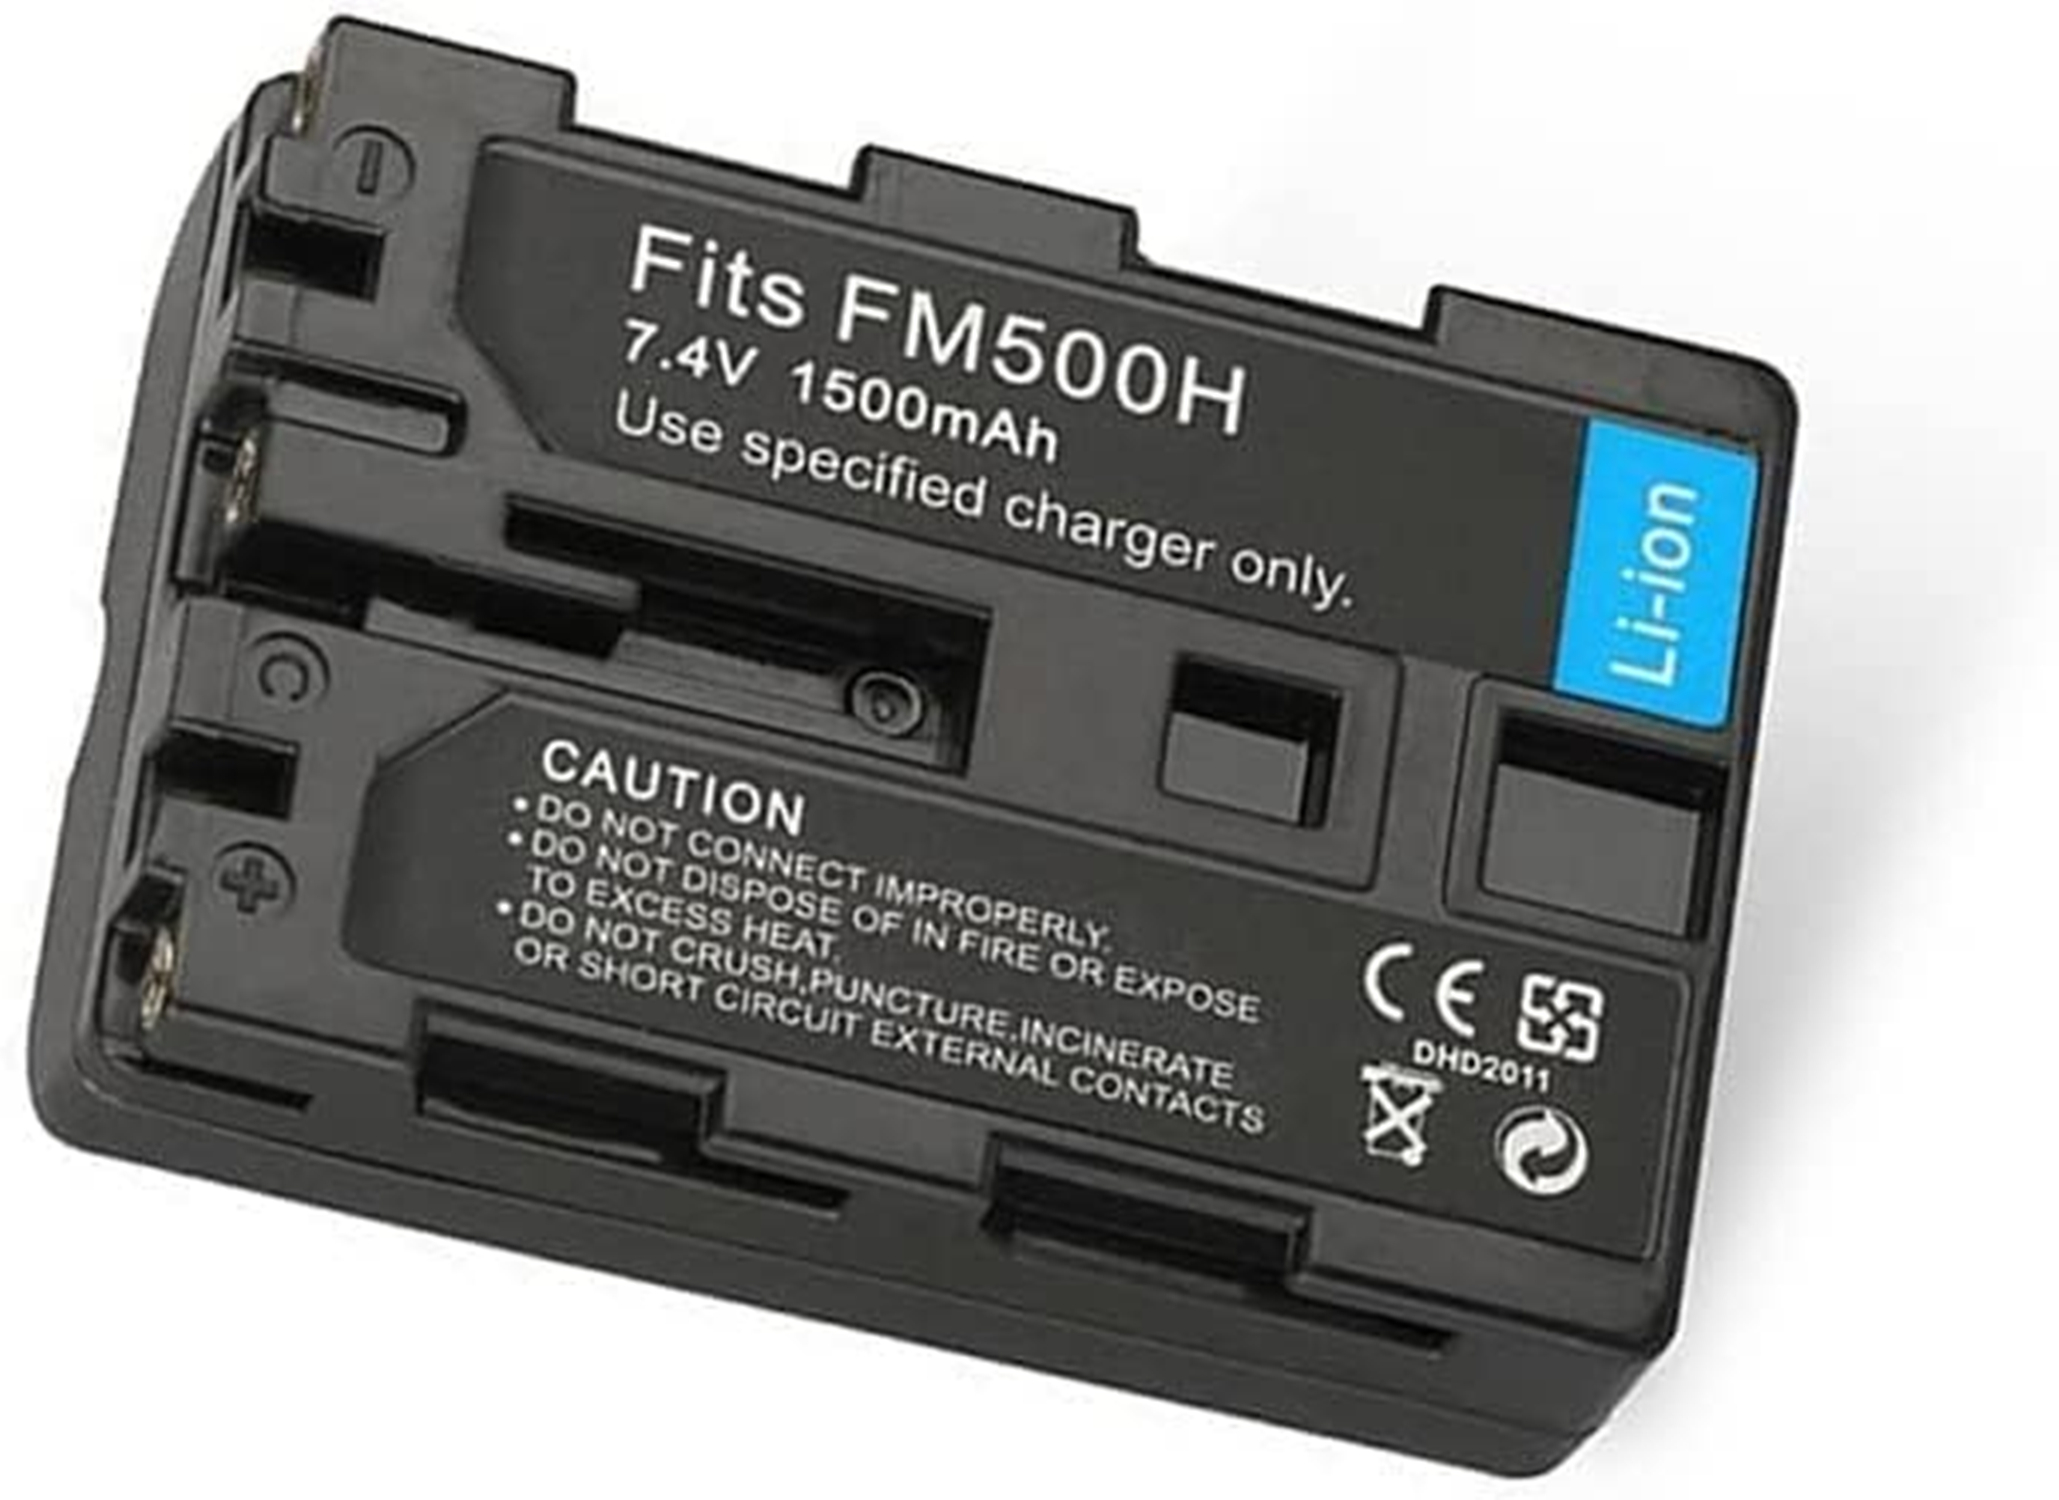 Fits FM500H
7.4V 1500mAh
Use specified charger only.
Li-ion
C
CAUTION
• DO NOT CONNECT IMPROPERLY.
• DO NOT DISPOSE OF IN FIRE OR EXPOSE
TO EXCESS HEAT.
• DO NOT CRUSH,PUNCTURE,INCINERATE
OR SHORT CIRCUIT EXTERNAL CONTACTS
CE
DHD2011